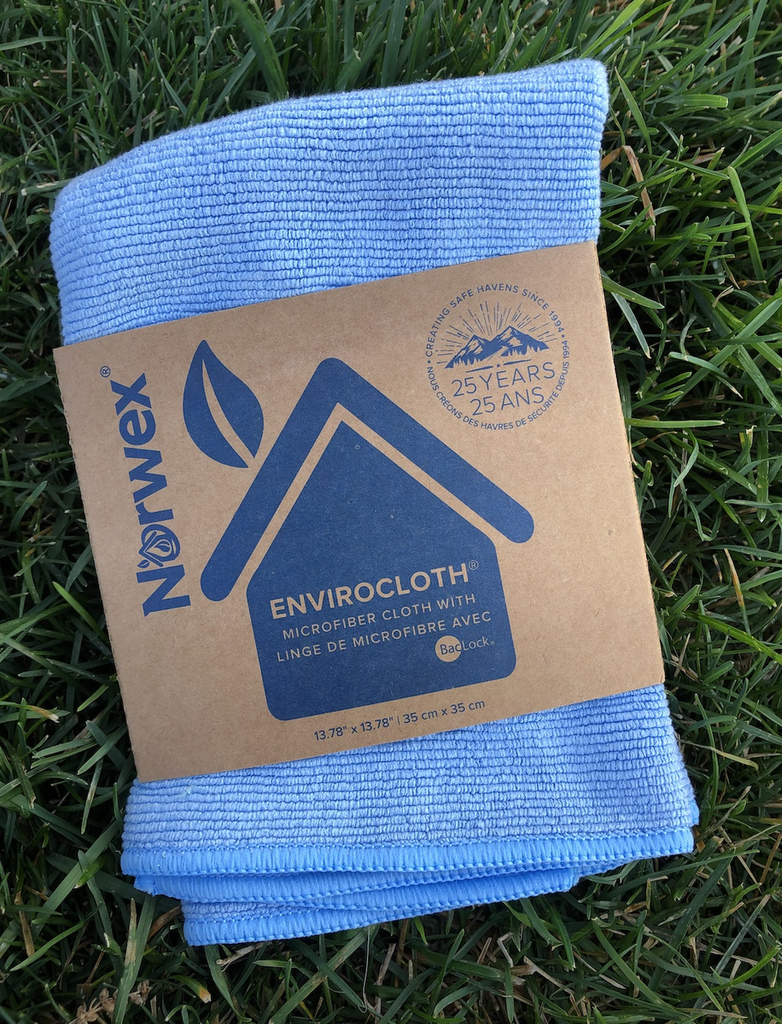 Norwex®
• CREATING SAFE HAVENS SINCE 1994 •
25 YEARS
25 ANS
NOUS CRÉONS DES HAVRES DE SÉCURITÉ DEPUIS 1994
ENVIROCLOTH®
MICROFIBER CLOTH WITH
LINGE DE MICROFIBRE AVEC
BacLock®
13.78" x 13.78" | 35 cm x 35 cm